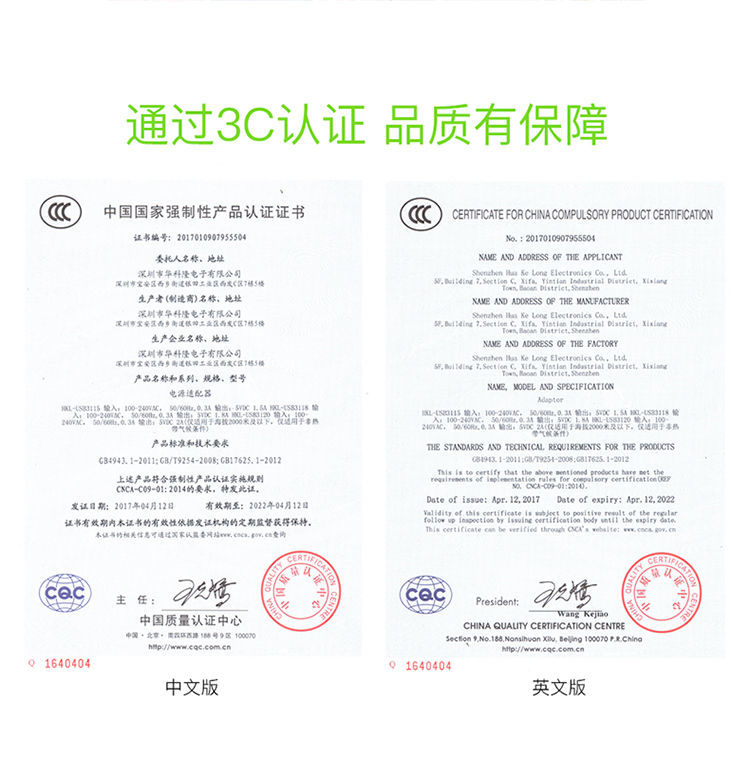 通过3C认证 品质有保障
中国国家强制性产品认证证书
证书编号: 2017010907955504
委托人名称、地址
深圳市华科隆电子有限公司
深圳市宝安区西乡街道银田工业区西发C区7栋5楼
生产者(制造商)名称、地址
深圳市华科隆电子有限公司
深圳市宝安区西乡街道银田工业区西发C区7栋5楼
生产企业名称、地址
深圳市华科隆电子有限公司
深圳市宝安区西乡街道银田工业区西发C区7栋5楼
产品名称和系列、规格、型号
电源适配器
HKL-USB3115 输入: 100-240VAC, 50/60Hz,0.3A 输出: 5VDC 1.5A HKL-USB3118 输
入: 100-240VAC, 50/60Hz,0.3A 输出: 5VDC 1.8A HKL-USB3120 输入: 100-
240VAC, 50/60Hz,0.3A 输出: 5VDC 2A(仅适用于海拔2000米及以下, 仅适用于非热
带气候条件)
产品标准和技术要求
GB4943.1-2011;GB/T9254-2008;GB17625.1-2012
上述产品符合强制性产品认证实施规则
CNCA-C09-01:2014的要求, 特发此证。
发证日期: 2017年04月12日 有效期至: 2022年04月12日
证书有效期内本证书的有效性依据发证机构的定期监督获得保持。
本证书的相关信息可通过国家认监委网站www.cnca.gov.cn查询
CQC
主 任:
中国质量认证中心
中国·北京·南四环西路188号9区 100070
http://www.cqc.com.cn
CHINA QUALITY CERTIFICATION CENTRE
中国质量认证中心
Q 1640404
中文版
CERTIFICATE FOR CHINA COMPULSORY PRODUCT CERTIFICATION
No.: 2017010907955504
NAME AND ADDRESS OF THE APPLICANT
Shenzhen Hua Ke Long Electronics Co., Ltd.
5F,Building 7,Section C, Xifa, Yintian Industrial District, Xixiang
Town,Baoan District,Shenzhen
NAME AND ADDRESS OF THE MANUFACTURER
Shenzhen Hua Ke Long Electronics Co., Ltd.
5F,Building 7,Section C, Xifa, Yintian Industrial District, Xixiang
Town,Baoan District,Shenzhen
NAME AND ADDRESS OF THE FACTORY
Shenzhen Hua Ke Long Electronics Co., Ltd.
5F,Building 7,Section C, Xifa, Yintian Industrial District, Xixiang
Town,Baoan District,Shenzhen
NAME, MODEL AND SPECIFICATION
Adaptor
HKL-USB3115 输入: 100-240VAC, 50/60Hz,0.3A 输出: 5VDC 1.5A HKL-USB3118 输
入: 100-240VAC, 50/60Hz,0.3A 输出: 5VDC 1.8A HKL-USB3120 输入: 100-
240VAC, 50/60Hz,0.3A 输出: 5VDC 2A(仅适用于海拔2000米及以下, 仅适用于非热
带气候条件)
THE STANDARDS AND TECHNICAL REQUIREMENTS FOR THE PRODUCTS
GB4943.1-2011;GB/T9254-2008;GB17625.1-2012
This is to certify that the above mentioned products have met the
requirements of implementation rules for compulsory certification(REF
NO. CNCA-C09-01:2014).
Date of issue: Apr.12,2017 Date of expiry: Apr.12,2022
Validity of this certificate is subject to positive result of the regular
follow up inspection by issuing certification body until the expiry date.
This certificate can be verified through CNCA's website: www.cnca.gov.cn
CQC
President:
Wang Kejiao
CHINA QUALITY CERTIFICATION CENTRE
Section 9,No.188,Nansihuan Xilu, Beijing 100070 P.R.China
http://www.cqc.com.cn
CHINA QUALITY CERTIFICATION CENTRE
中国质量认证中心
Q 1640404
英文版